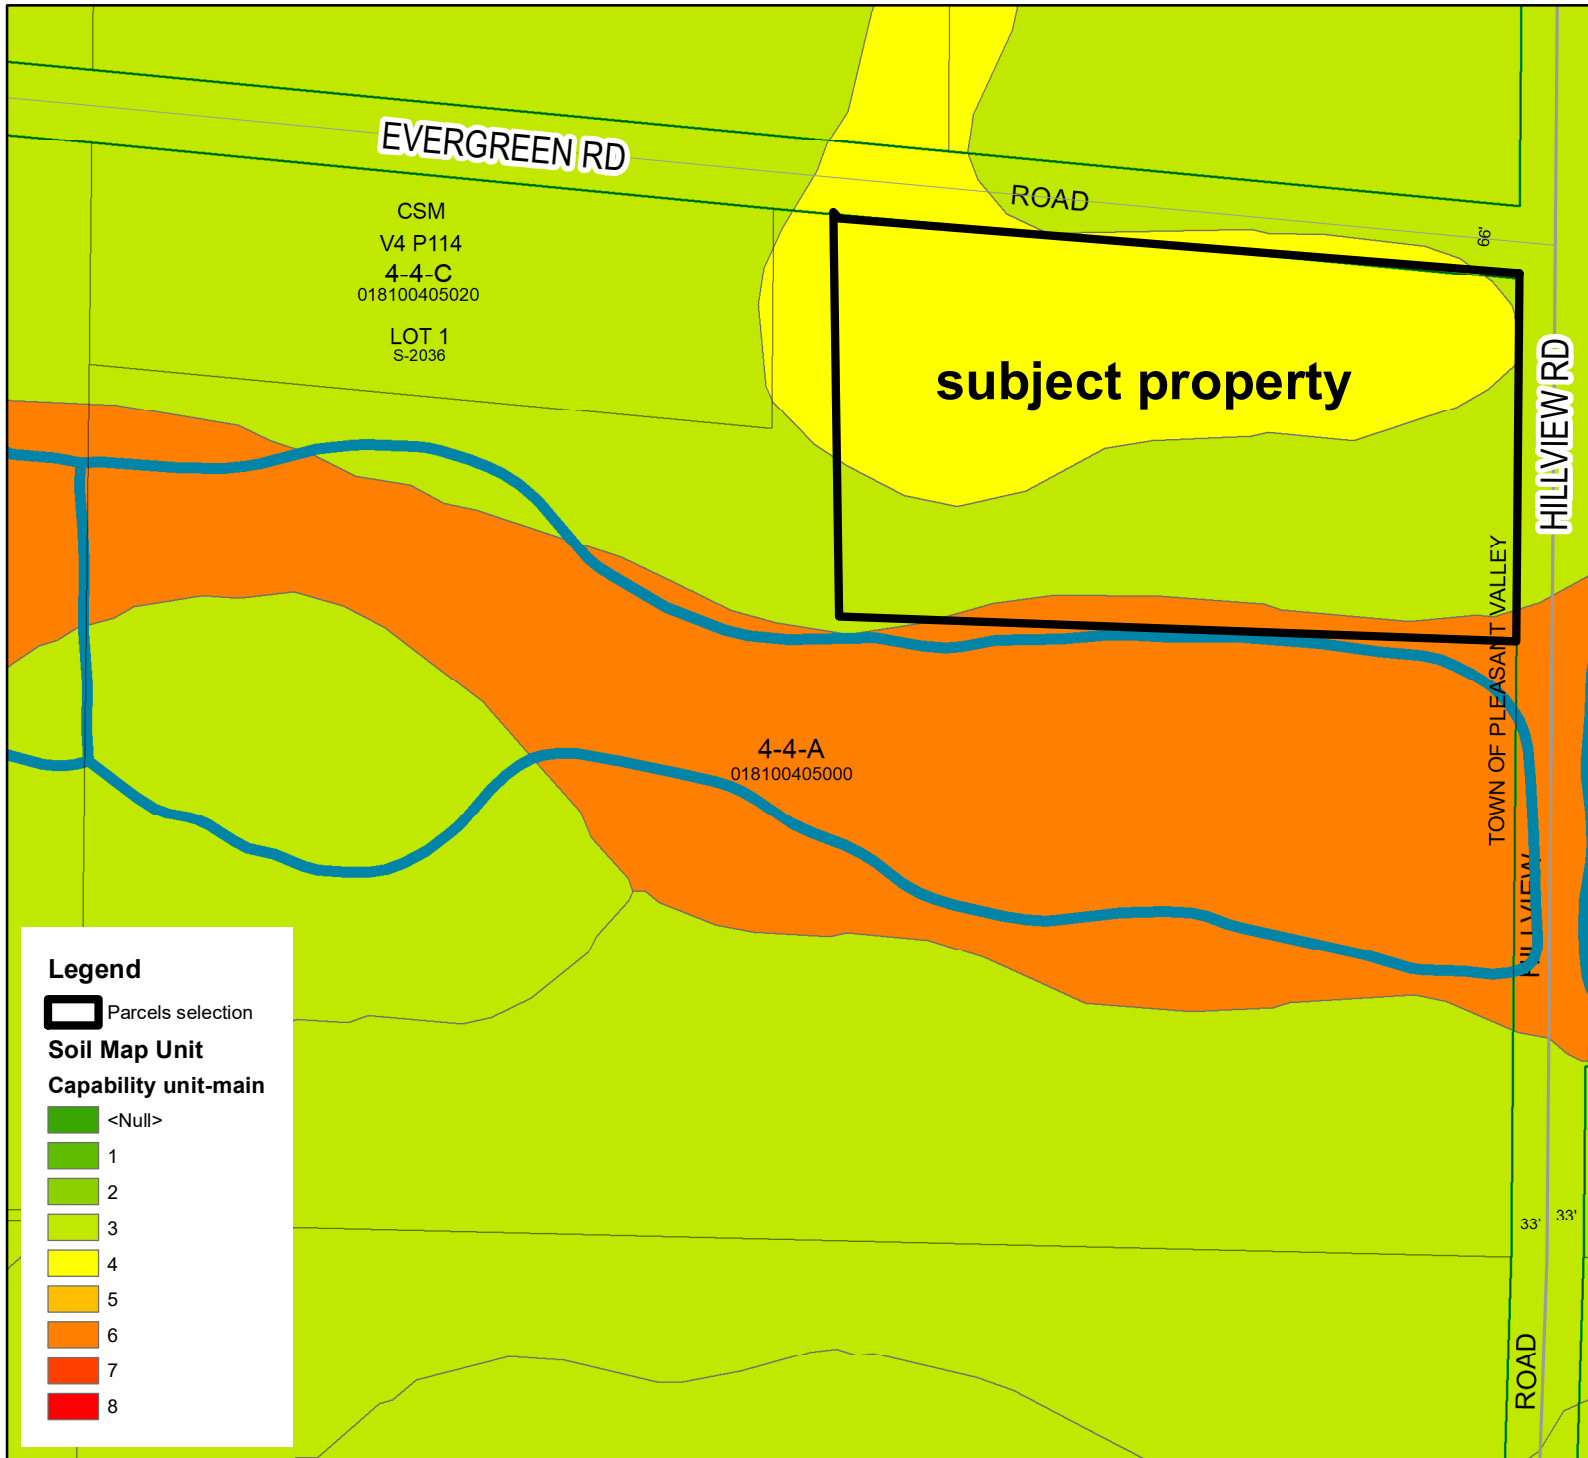 EVERGREEN RD
ROAD
66'
CSM
V4 P114
4-4-C
018100405020
LOT 1
S-2036
subject property
HILLVIEW RD
TOWN OF PLEASANT VALLEY
4-4-A
018100405000
HILLVIEW
Legend
Parcels selection
Soil Map Unit
Capability unit-main
<Null>
1
2
3
4
5
6
7
8
33'
33'
ROAD